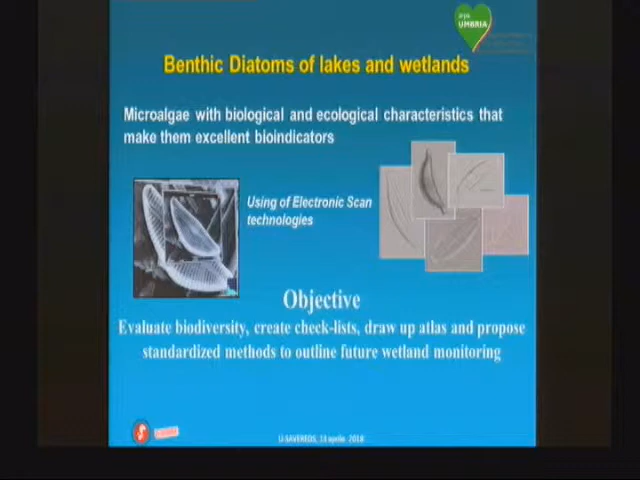 arpa
UMBRIA
Benthic Diatoms of lakes and wetlands
Microalgae with biological and ecological characteristics that
make them excellent bioindicators
Using of Electronic Scan
technologies
Objective
Evaluate biodiversity, create check-lists, draw up atlas and propose
standardized methods to outline future wetland monitoring